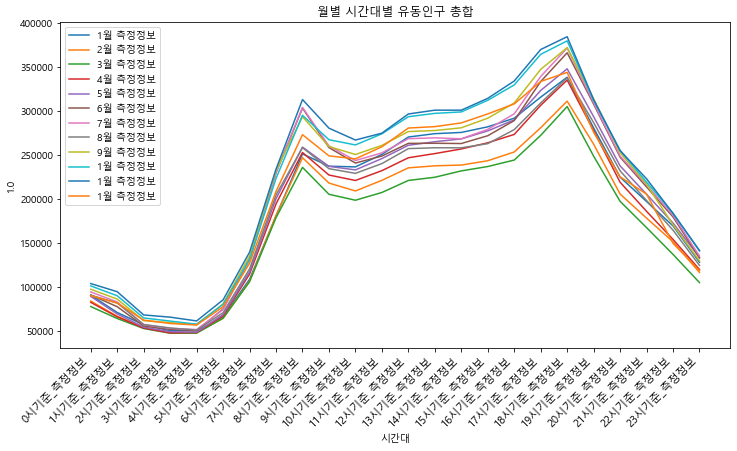 월별 시간대별 유동인구 총합
400000
350000
300000
250000
200000
150000
100000
50000
1.0
1월 측정정보
2월 측정정보
3월 측정정보
4월 측정정보
5월 측정정보
6월 측정정보
7월 측정정보
8월 측정정보
9월 측정정보
1월 측정정보
1월 측정정보
1월 측정정보
0시기준_측정정보
1시기준_측정정보
2시기준_측정정보
3시기준_측정정보
4시기준_측정정보
5시기준_측정정보
6시기준_측정정보
7시기준_측정정보
8시기준_측정정보
9시기준_측정정보
10시기준_측정정보
11시기준_측정정보
12시기준_측정정보
13시기준_측정정보
14시기준_측정정보
15시기준_측정정보
16시기준_측정정보
17시기준_측정정보
18시기준_측정정보
19시기준_측정정보
20시기준_측정정보
21시기준_측정정보
22시기준_측정정보
23시기준_측정정보
시간대